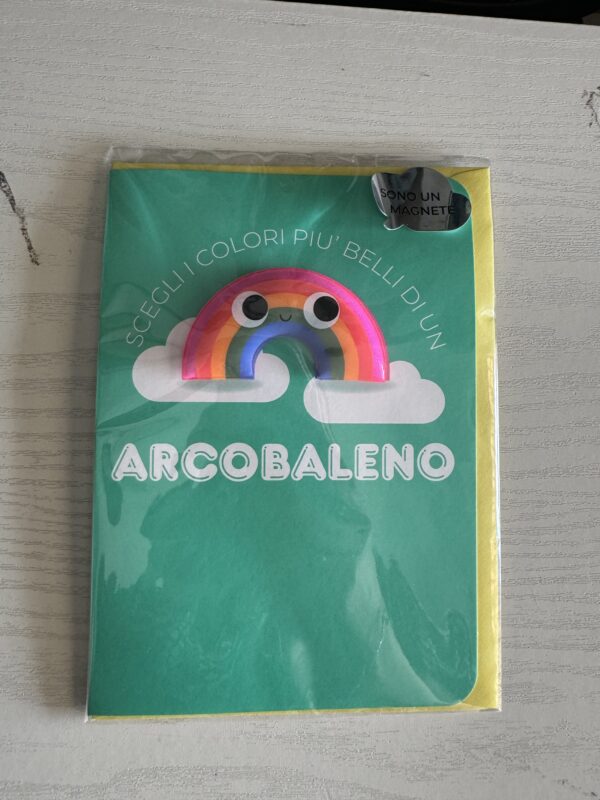 SONO UN
MAGNETE
SCEGLI I COLORI PIU' BELLI DI UN
ARCOBALENO